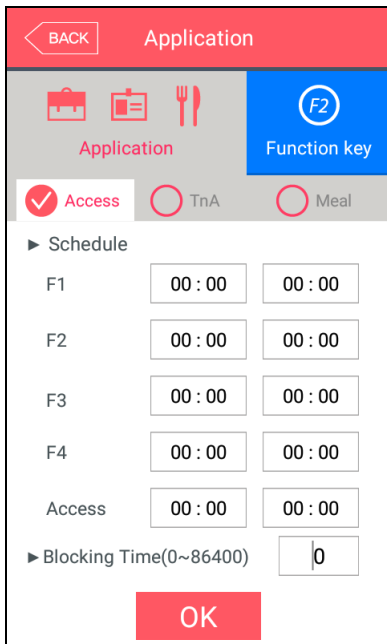 BACK Application
F2
Application Function key
Access TnA Meal
► Schedule
F1 00 : 00 00 : 00
F2 00 : 00 00 : 00
F3 00 : 00 00 : 00
F4 00 : 00 00 : 00
Access 00 : 00 00 : 00
►Blocking Time(0~86400) 0
OK